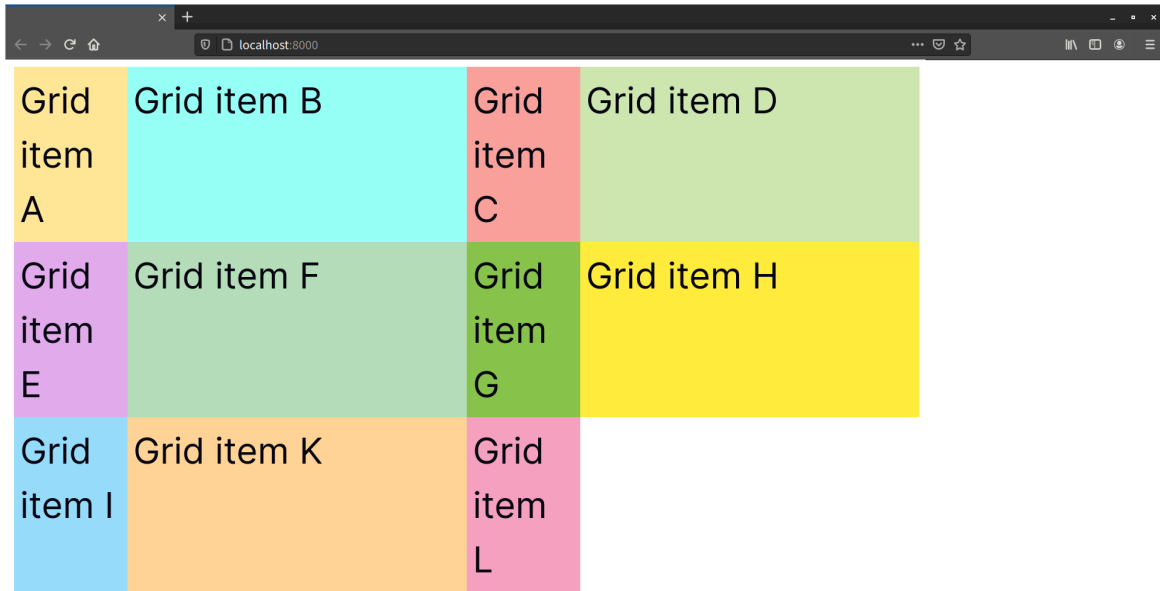 localhost:8000
Grid
item
A
Grid item B
Grid
item
C
Grid item D
Grid
item
E
Grid item F
Grid
item
G
Grid item H
Grid
item I
Grid item K
Grid
item
L